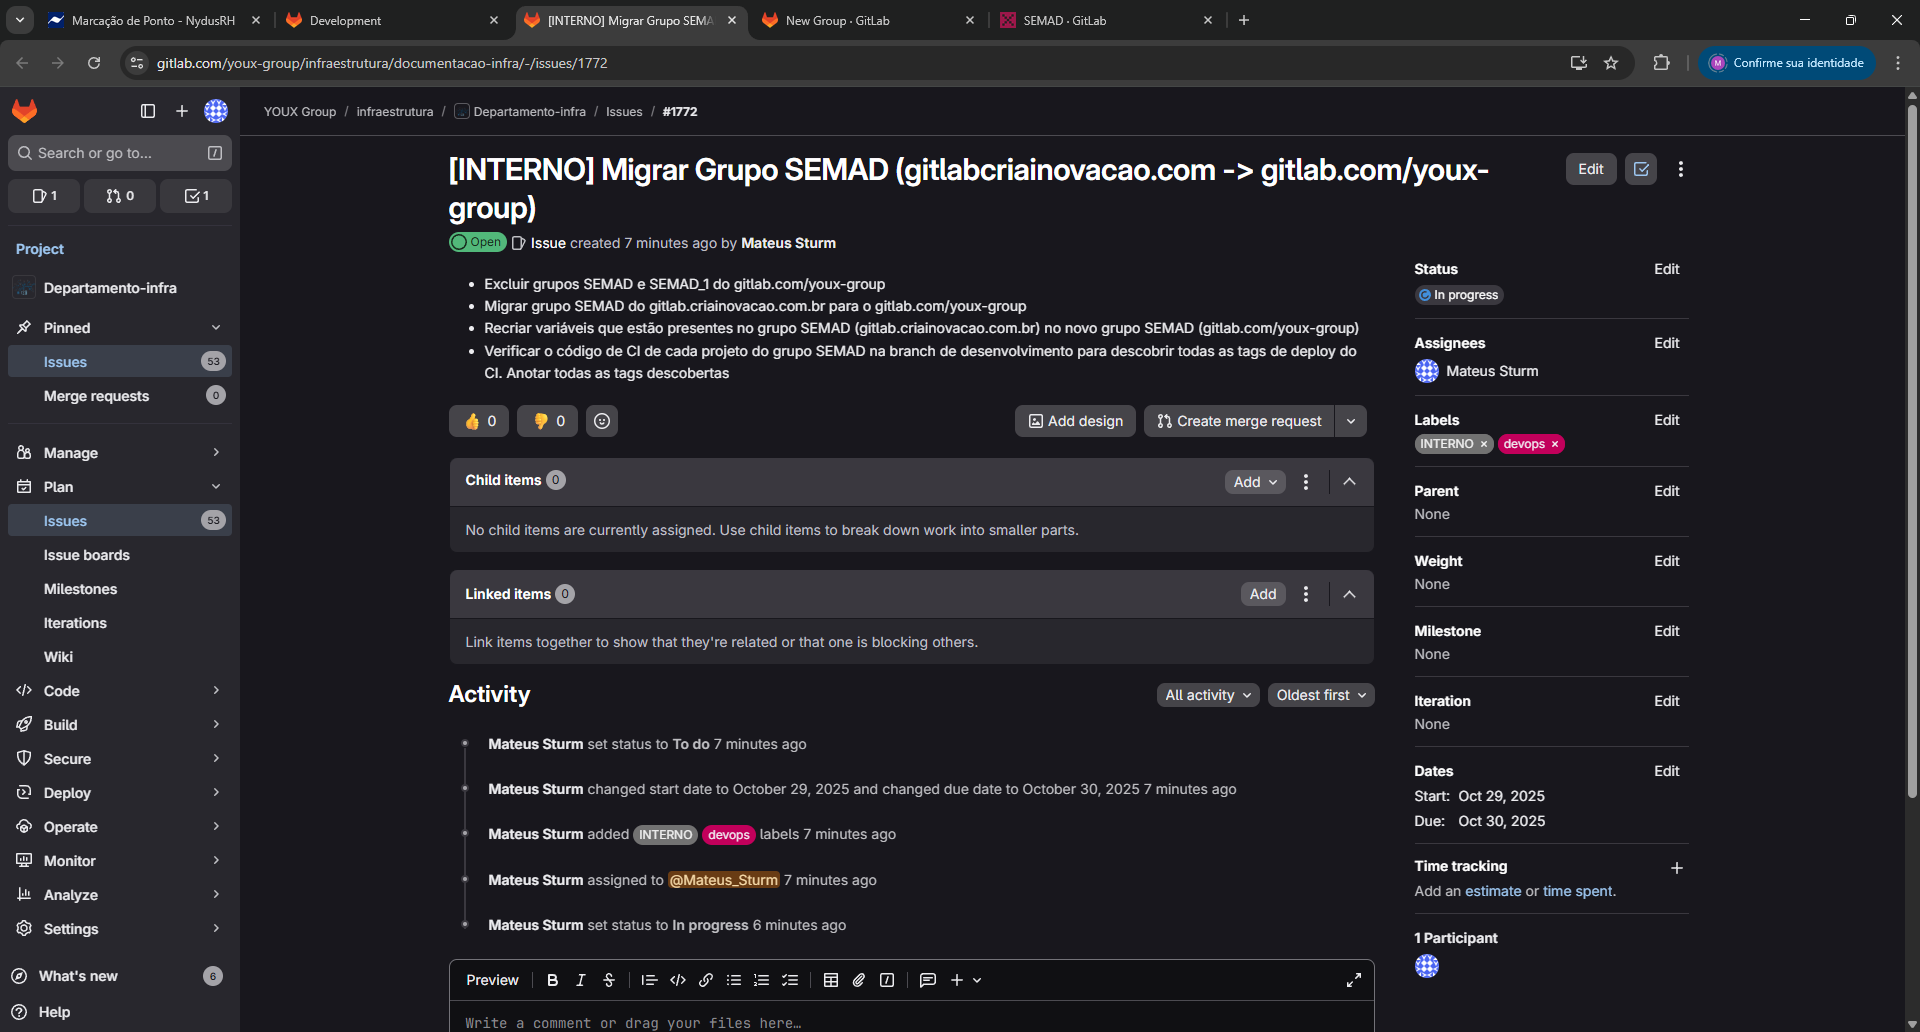 Marcação de Ponto - NydusRH
Development
[INTERNO] Migrar Grupo SEMA
New Group · GitLab
SEMAD · GitLab
gitlab.com/youx-group/infraestrutura/documentacao-infra/-/issues/1772
M
Confirme sua identidade
YOUX Group / infraestrutura / Departamento-infra / Issues / #1772
Search or go to...
/
1
0
1
Project
Departamento-infra
Pinned
Issues 53
Merge requests 0
Manage
Plan
Issues 53
Issue boards
Milestones
Iterations
Wiki
Code
Build
Secure
Deploy
Operate
Monitor
Analyze
Settings
What's new 6
Help
[INTERNO] Migrar Grupo SEMAD (gitlabcriainovacao.com -> gitlab.com/youx-
group)
Edit
Open Issue created 7 minutes ago by Mateus Sturm
• Excluir grupos SEMAD e SEMAD_1 do gitlab.com/youx-group
• Migrar grupo SEMAD do gitlab.criainovacao.com.br para o gitlab.com/youx-group
• Recriar variáveis que estão presentes no grupo SEMAD (gitlab.criainovacao.com.br) no novo grupo SEMAD (gitlab.com/youx-group)
• Verificar o código de CI de cada projeto do grupo SEMAD na branch de desenvolvimento para descobrir todas as tags de deploy do
CI. Anotar todas as tags descobertas
👍 0 👎 0
Add design
Create merge request
Child items 0
Add
No child items are currently assigned. Use child items to break down work into smaller parts.
Linked items 0
Add
Link items together to show that they're related or that one is blocking others.
Activity
All activity
Oldest first
Mateus Sturm set status to To do 7 minutes ago
Mateus Sturm changed start date to October 29, 2025 and changed due date to October 30, 2025 7 minutes ago
Mateus Sturm added INTERNO devops labels 7 minutes ago
Mateus Sturm assigned to @Mateus_Sturm 7 minutes ago
Mateus Sturm set status to In progress 6 minutes ago
Preview B I S
Write a comment or drag your files here…
Status Edit
In progress
Assignees Edit
Mateus Sturm
Labels Edit
INTERNO × devops ×
Parent Edit
None
Weight Edit
None
Milestone Edit
None
Iteration Edit
None
Dates Edit
Start: Oct 29, 2025
Due: Oct 30, 2025
Time tracking +
Add an estimate or time spent.
1 Participant